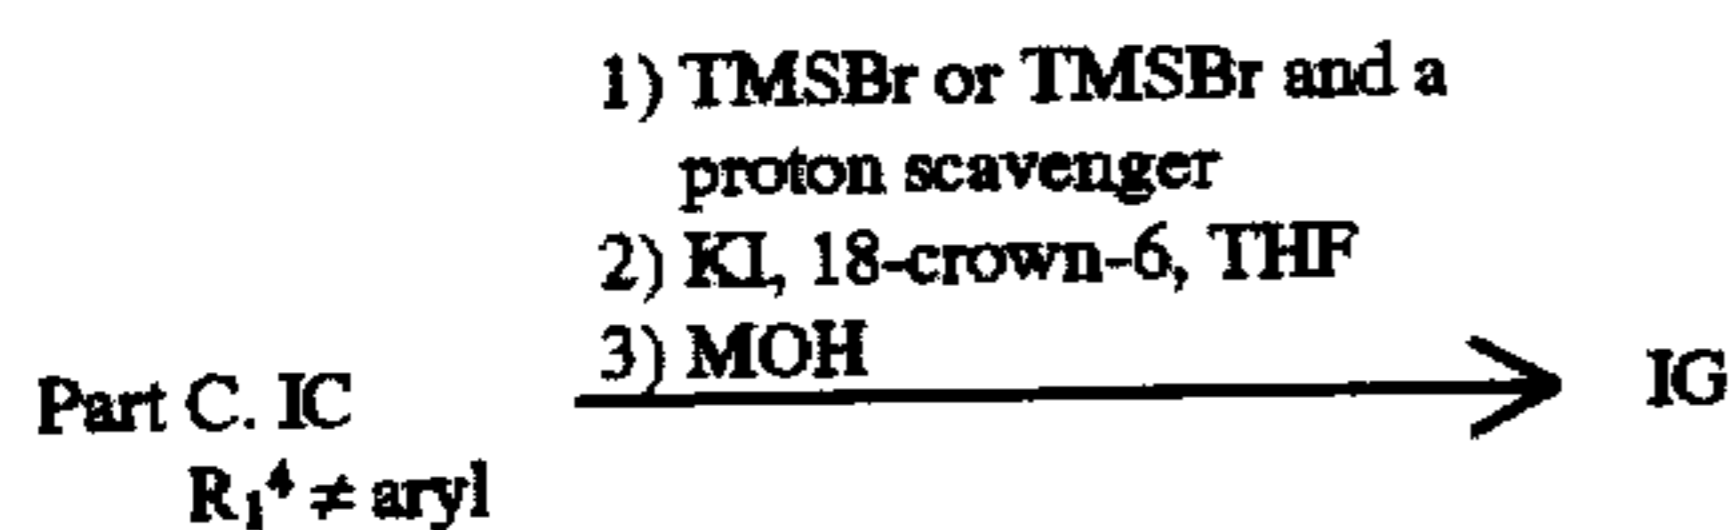 1) TMSBr or TMSBr and a
proton scavenger
2) KI, 18-crown-6, THF
3) MOH
Part C. IC IG
R₁⁴ ≠ aryl